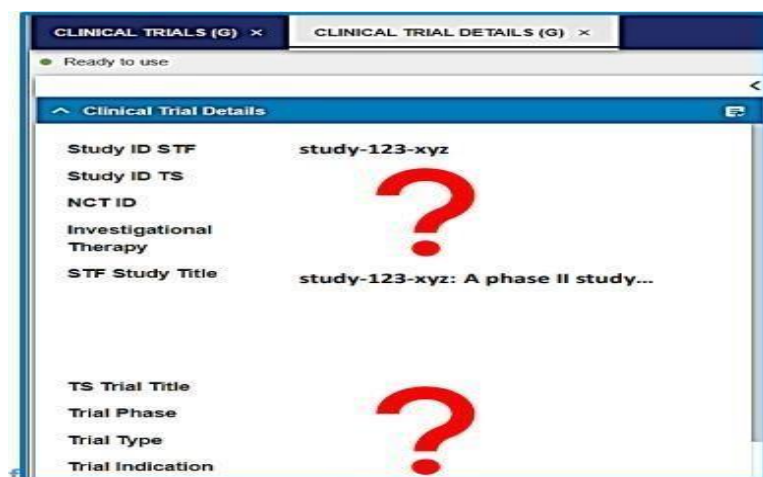 CLINICAL TRIALS (G) × CLINICAL TRIAL DETAILS (G) ×
Ready to use
Clinical Trial Details
Study ID STF study-123-xyz
Study ID TS
NCT ID
Investigational
Therapy
STF Study Title study-123-xyz: A phase II study...
TS Trial Title
Trial Phase
Trial Type
Trial Indication
? 
?